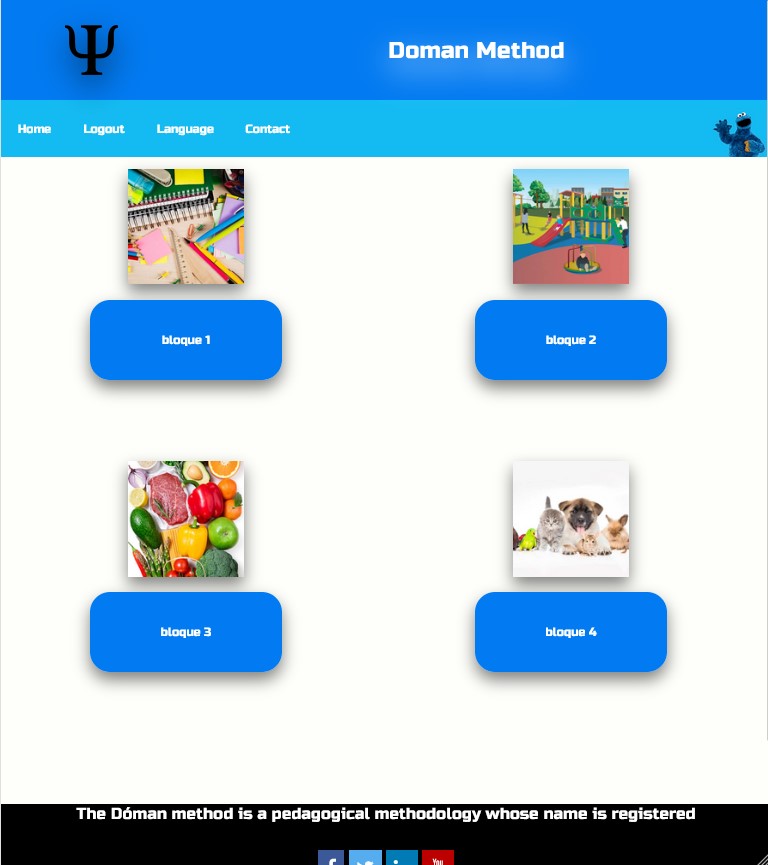 Ψ
Doman Method
Home Logout Language Contact
bloque 1 bloque 2
bloque 3 bloque 4
The Dóman method is a pedagogical methodology whose name is registered
You